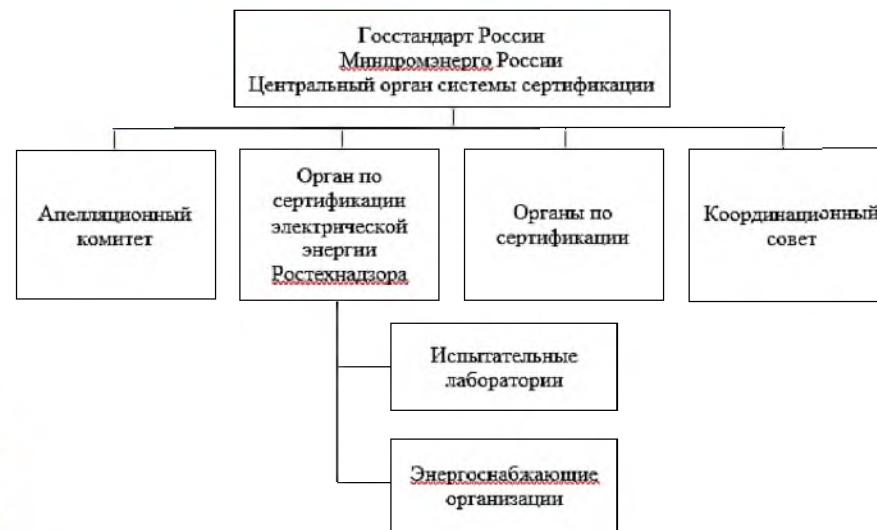 Госстандарт России
Минпромэнерго России
Центральный орган системы сертификации
Апелляционный
комитет
Орган по
сертификации
электрической
энергии
Ростехнадзора
Органы по
сертификации
Координационный
совет
Испытательные
лаборатории
Энергоснабжающие
организации